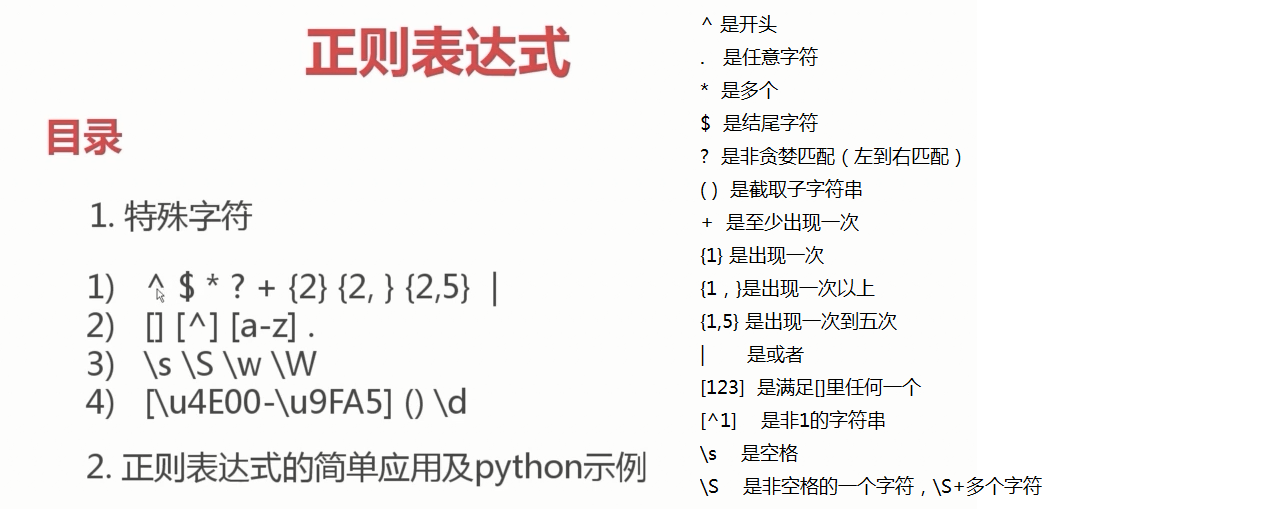 正则表达式
目录
1. 特殊字符
1) ^ $ * ? + {2} {2, } {2,5} |
2) [] [^] [a-z] .
3) \s \S \w \W
4) [\u4E00-\u9FA5] () \d
2. 正则表达式的简单应用及python示例
^ 是开头
. 是任意字符
* 是多个
$ 是结尾字符
? 是非贪婪匹配（左到右匹配）
( ) 是截取子字符串
+ 是至少出现一次
{1} 是出现一次
{1，}是出现一次以上
{1,5} 是出现一次到五次
| 是或者
[123] 是满足[]里任何一个
[^1] 是非1的字符串
\s 是空格
\S 是非空格的一个字符，\S+多个字符